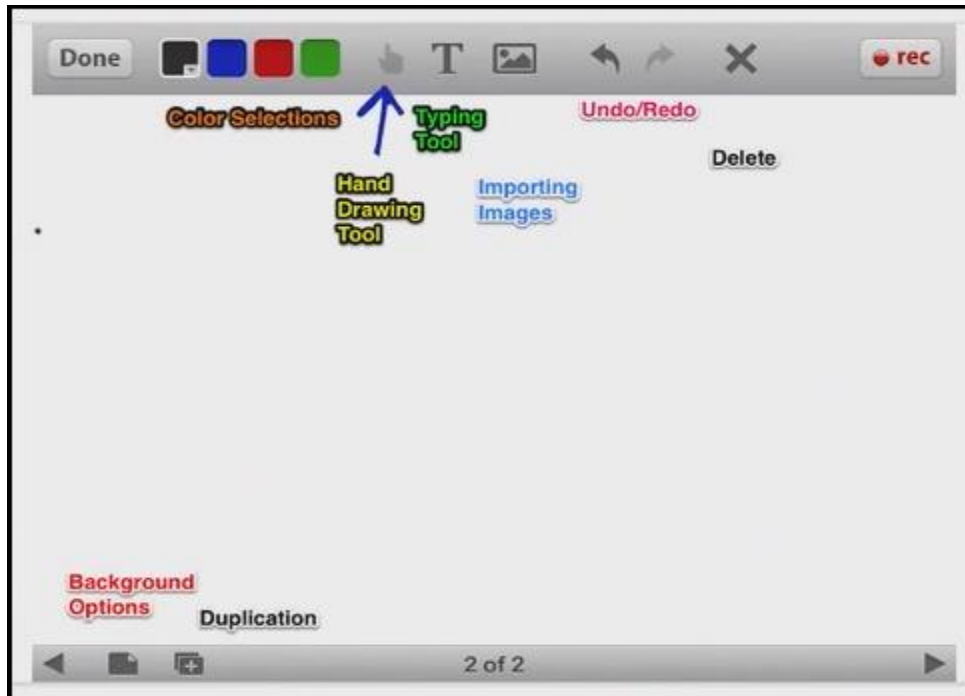 Done T rec
Color Selections
Typing
Tool
Undo/Redo
Delete
Hand
Drawing
Tool
Importing
Images
Background
Options
Duplication
2 of 2